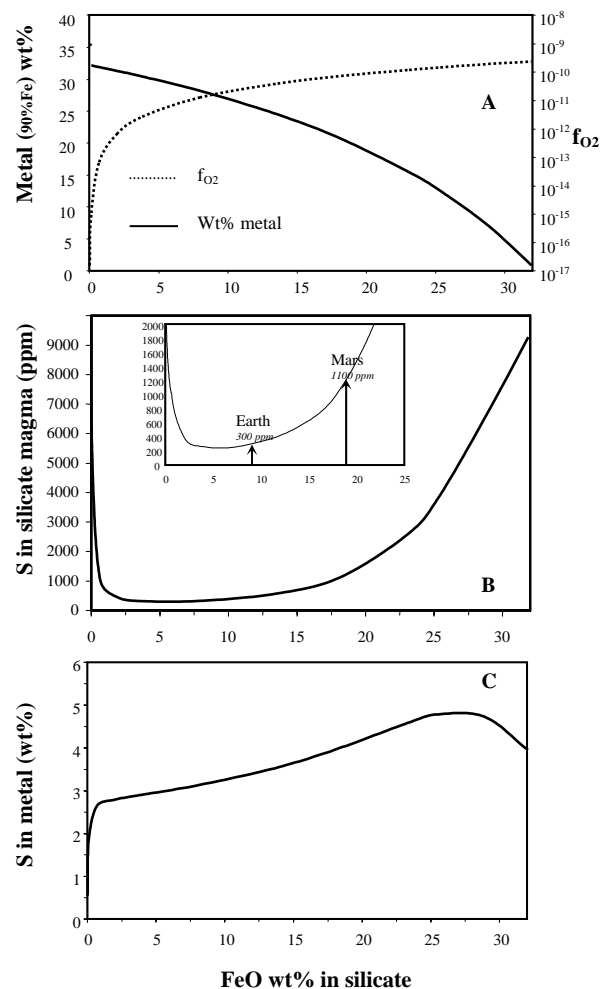 40
35
30
25
20
15
10
5
0
Metal (90%Fe) wt%
10-8
10-9
10-10
10-11
10-12
10-13
10-14
10-15
10-16
10-17
fO2
A
fO2
Wt% metal
0 5 10 15 20 25 30
9000
8000
7000
6000
5000
4000
3000
2000
1000
0
S in silicate magma (ppm)
2000
1800
1600
1400
1200
1000
800
600
400
200
0
Mars
1100 ppm
Earth
300 ppm
0 5 10 15 20 25
B
0 5 10 15 20 25 30
6
5
4
3
2
1
0
S in metal (wt%)
C
0 5 10 15 20 25 30
FeO wt% in silicate